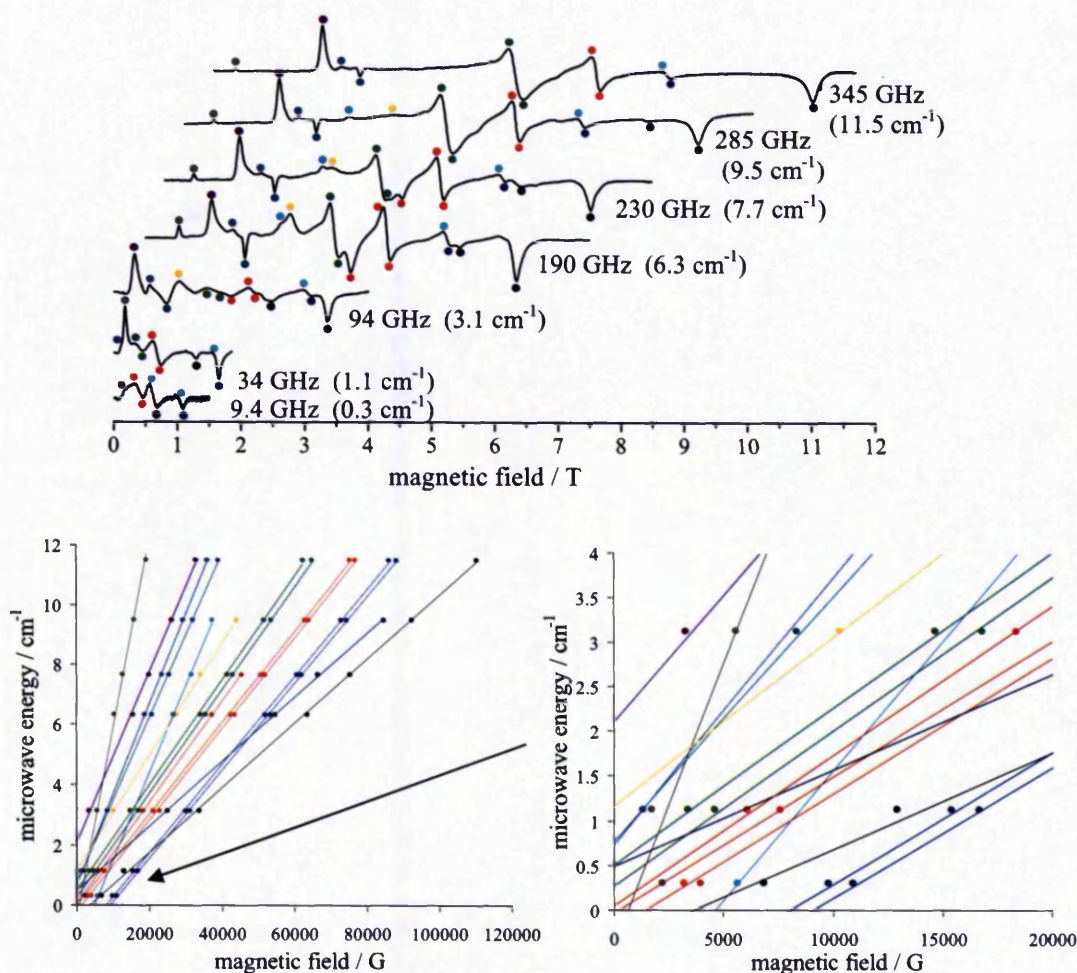 345 GHz
(11.5 cm⁻¹)
285 GHz
(9.5 cm⁻¹)
230 GHz (7.7 cm⁻¹)
190 GHz (6.3 cm⁻¹)
94 GHz (3.1 cm⁻¹)
34 GHz (1.1 cm⁻¹)
9.4 GHz (0.3 cm⁻¹)
0 1 2 3 4 5 6 7 8 9 10 11 12
magnetic field / T
microwave energy / cm⁻¹
12
10
8
6
4
2
0
0 20000 40000 60000 80000 100000 120000
magnetic field / G
microwave energy / cm⁻¹
4
3.5
3
2.5
2
1.5
1
0.5
0
0 5000 10000 15000 20000
magnetic field / G